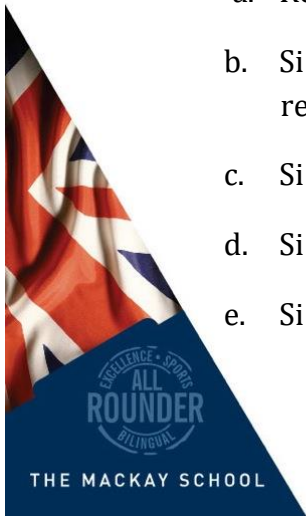 b. Si
re
c. Si
d. Si
e. Si
EXCELLENCE • SPORTS
ALL
ROUNDER
BILINGUAL
THE MACKAY SCHOOL